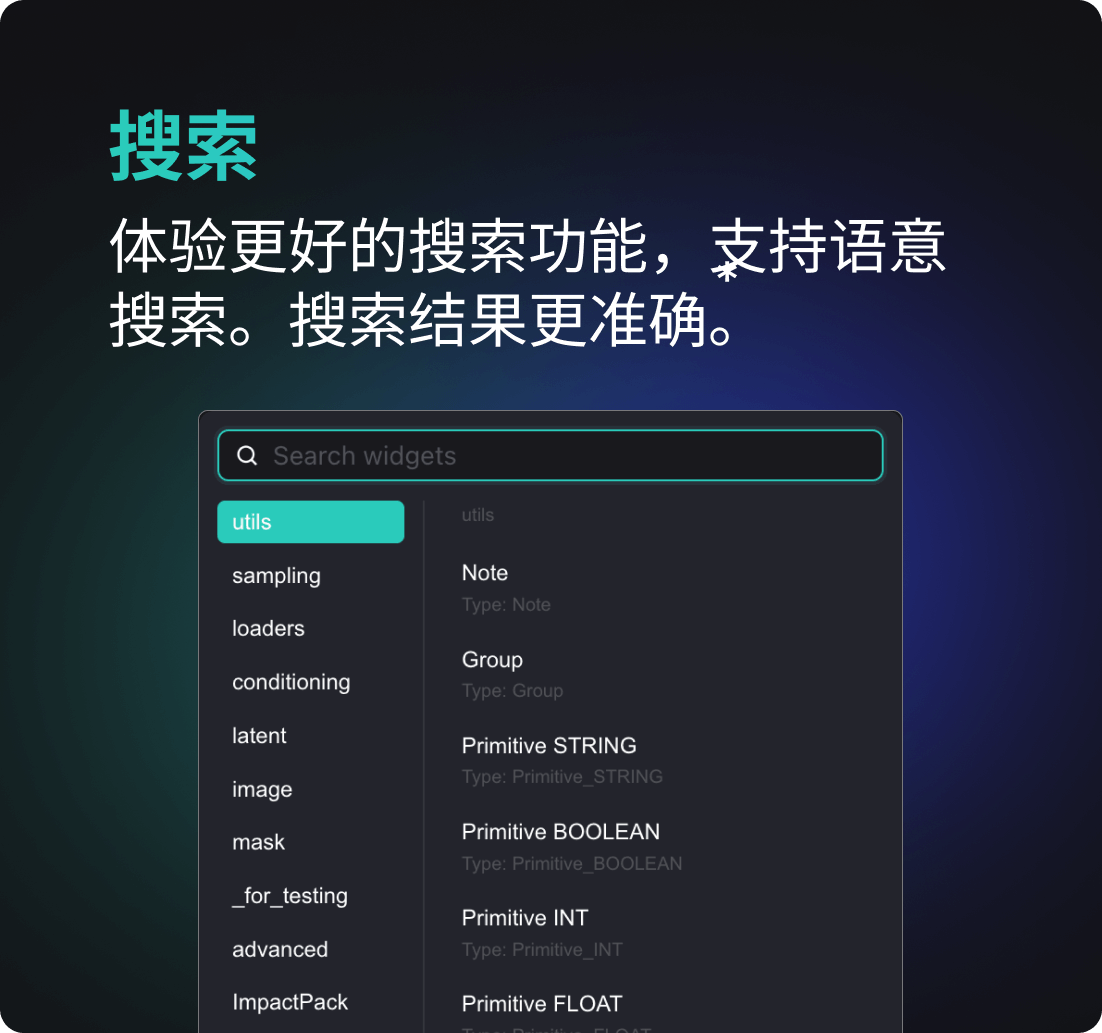 搜索
体验更好的搜索功能，支持语意
*
搜索。搜索结果更准确。
Search widgets
utils
sampling
loaders
conditioning
latent
image
mask
_for_testing
advanced
ImpactPack
utils
Note
Type: Note
Group
Type: Group
Primitive STRING
Type: Primitive_STRING
Primitive BOOLEAN
Type: Primitive_BOOLEAN
Primitive INT
Type: Primitive_INT
Primitive FLOAT
Type: Primitive_FLOAT